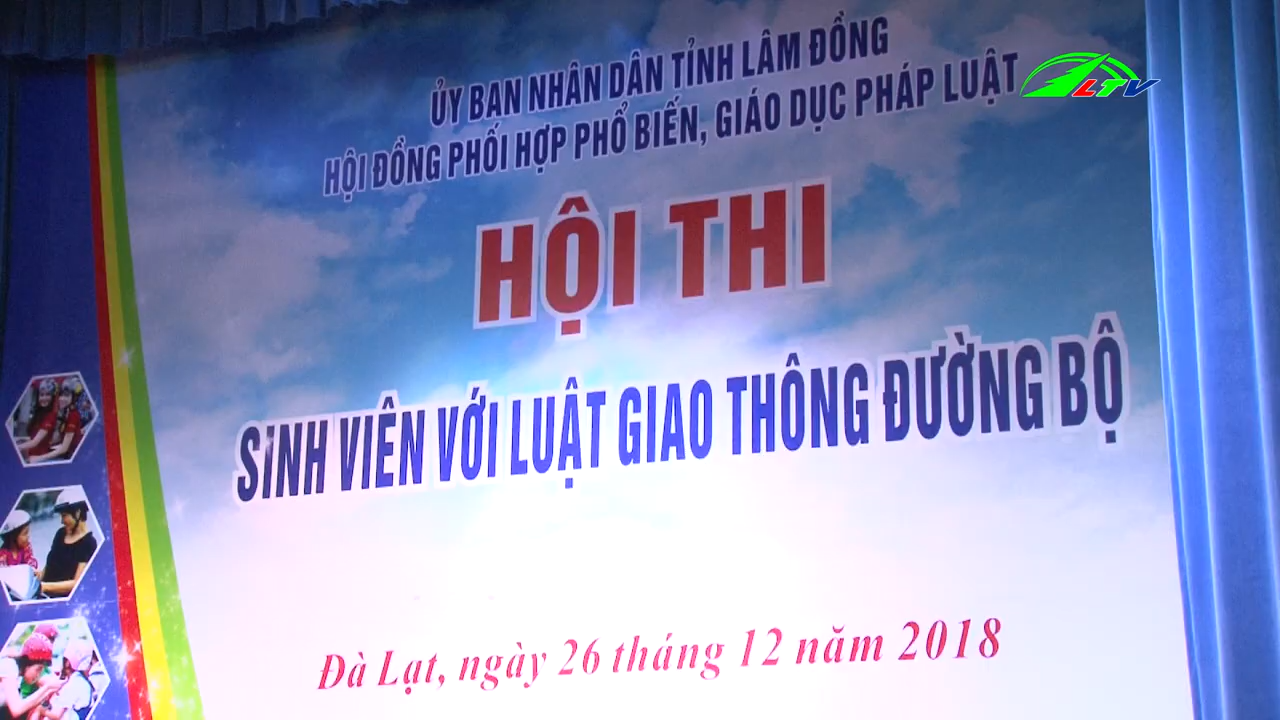 ỦY BAN NHÂN DÂN TỈNH LÂM ĐỒNG
HỘI ĐỒNG PHỐI HỢP PHỔ BIẾN, GIÁO DỤC PHÁP LUẬT
LTV
HỘI THI
SINH VIÊN VỚI LUẬT GIAO THÔNG ĐƯỜNG BỘ
Đà Lạt, ngày 26 tháng 12 năm 2018